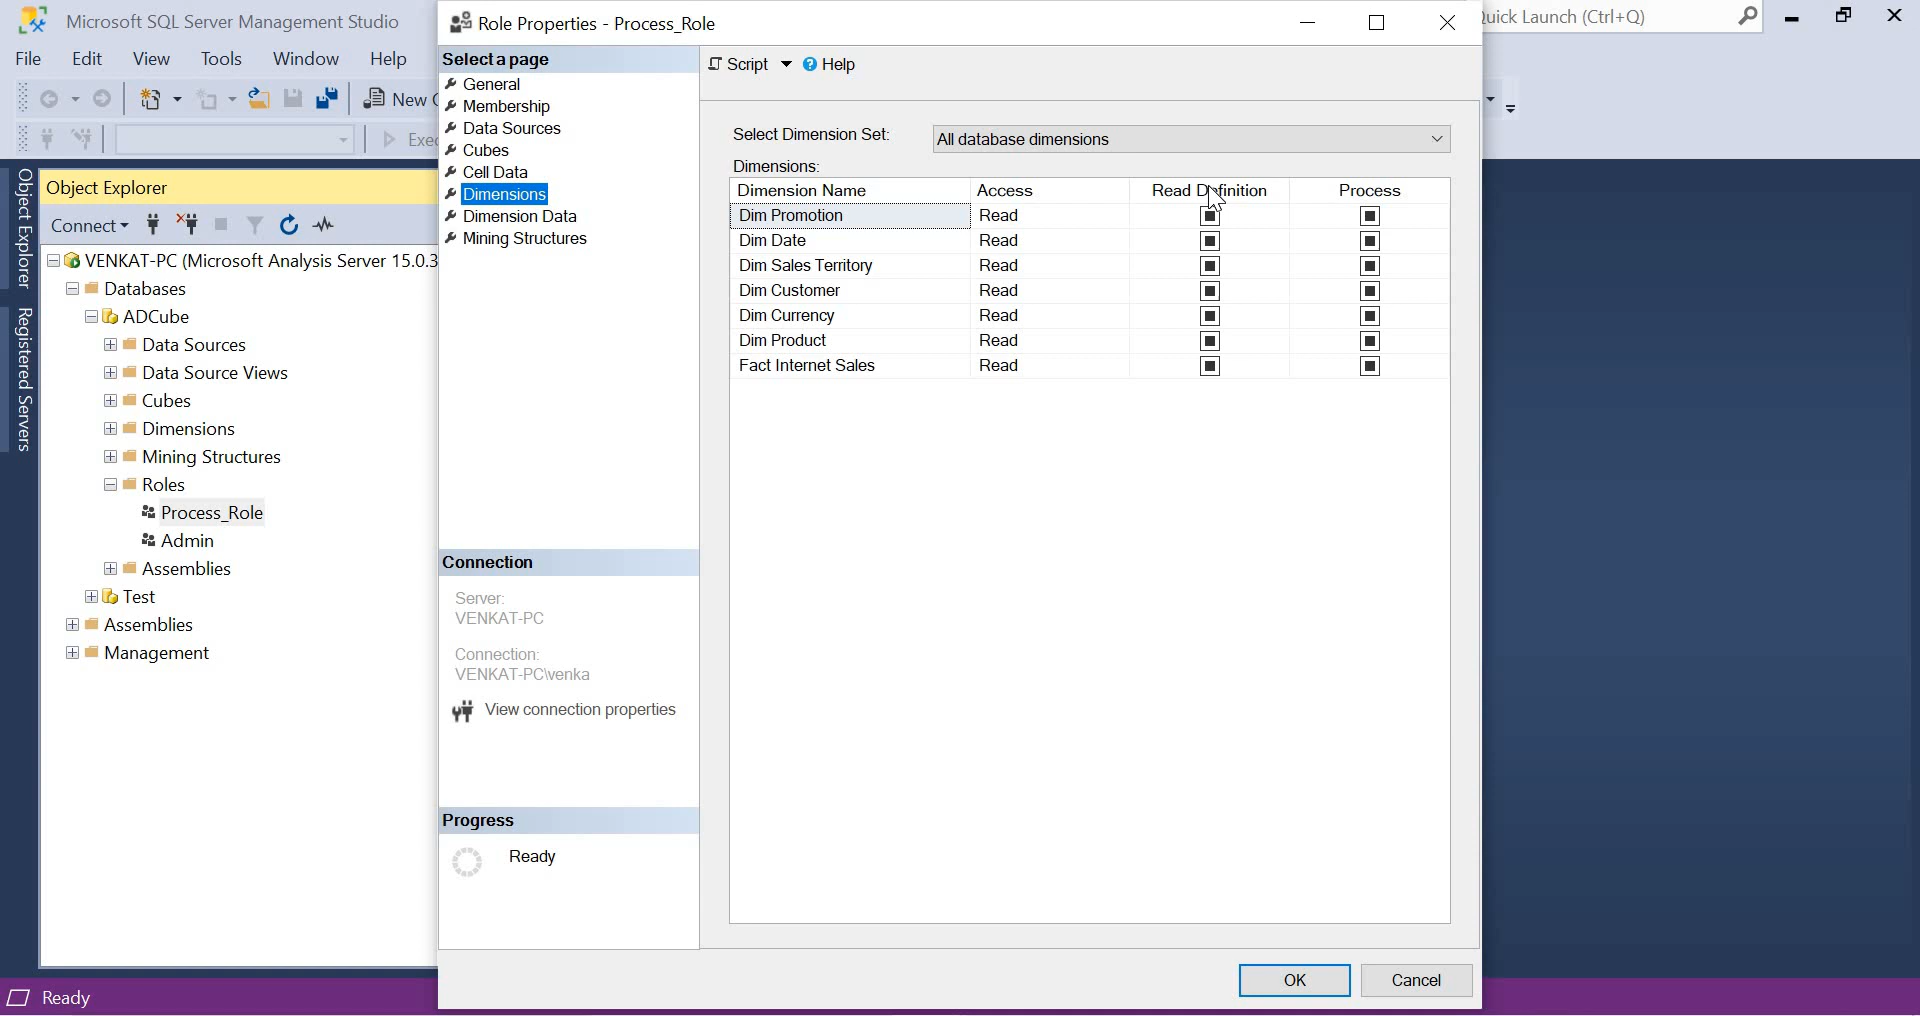 Microsoft SQL Server Management Studio
uick Launch (Ctrl+Q)
File Edit View Tools Window Help
New
Exec
Object Explorer
Registered Servers
Object Explorer
Connect
VENKAT-PC (Microsoft Analysis Server 15.0.3
Databases
ADCube
Data Sources
Data Source Views
Cubes
Dimensions
Mining Structures
Roles
Process_Role
Admin
Assemblies
Test
Assemblies
Management
Ready
Role Properties - Process_Role
Select a page
General
Membership
Data Sources
Cubes
Cell Data
Dimensions
Dimension Data
Mining Structures
Connection
Server:
VENKAT-PC
Connection:
VENKAT-PC\venka
View connection properties
Progress
Ready
Script Help
Select Dimension Set: All database dimensions
Dimensions:
Dimension Name Access Read Definition Process
Dim Promotion Read
Dim Date Read
Dim Sales Territory Read
Dim Customer Read
Dim Currency Read
Dim Product Read
Fact Internet Sales Read
OK Cancel